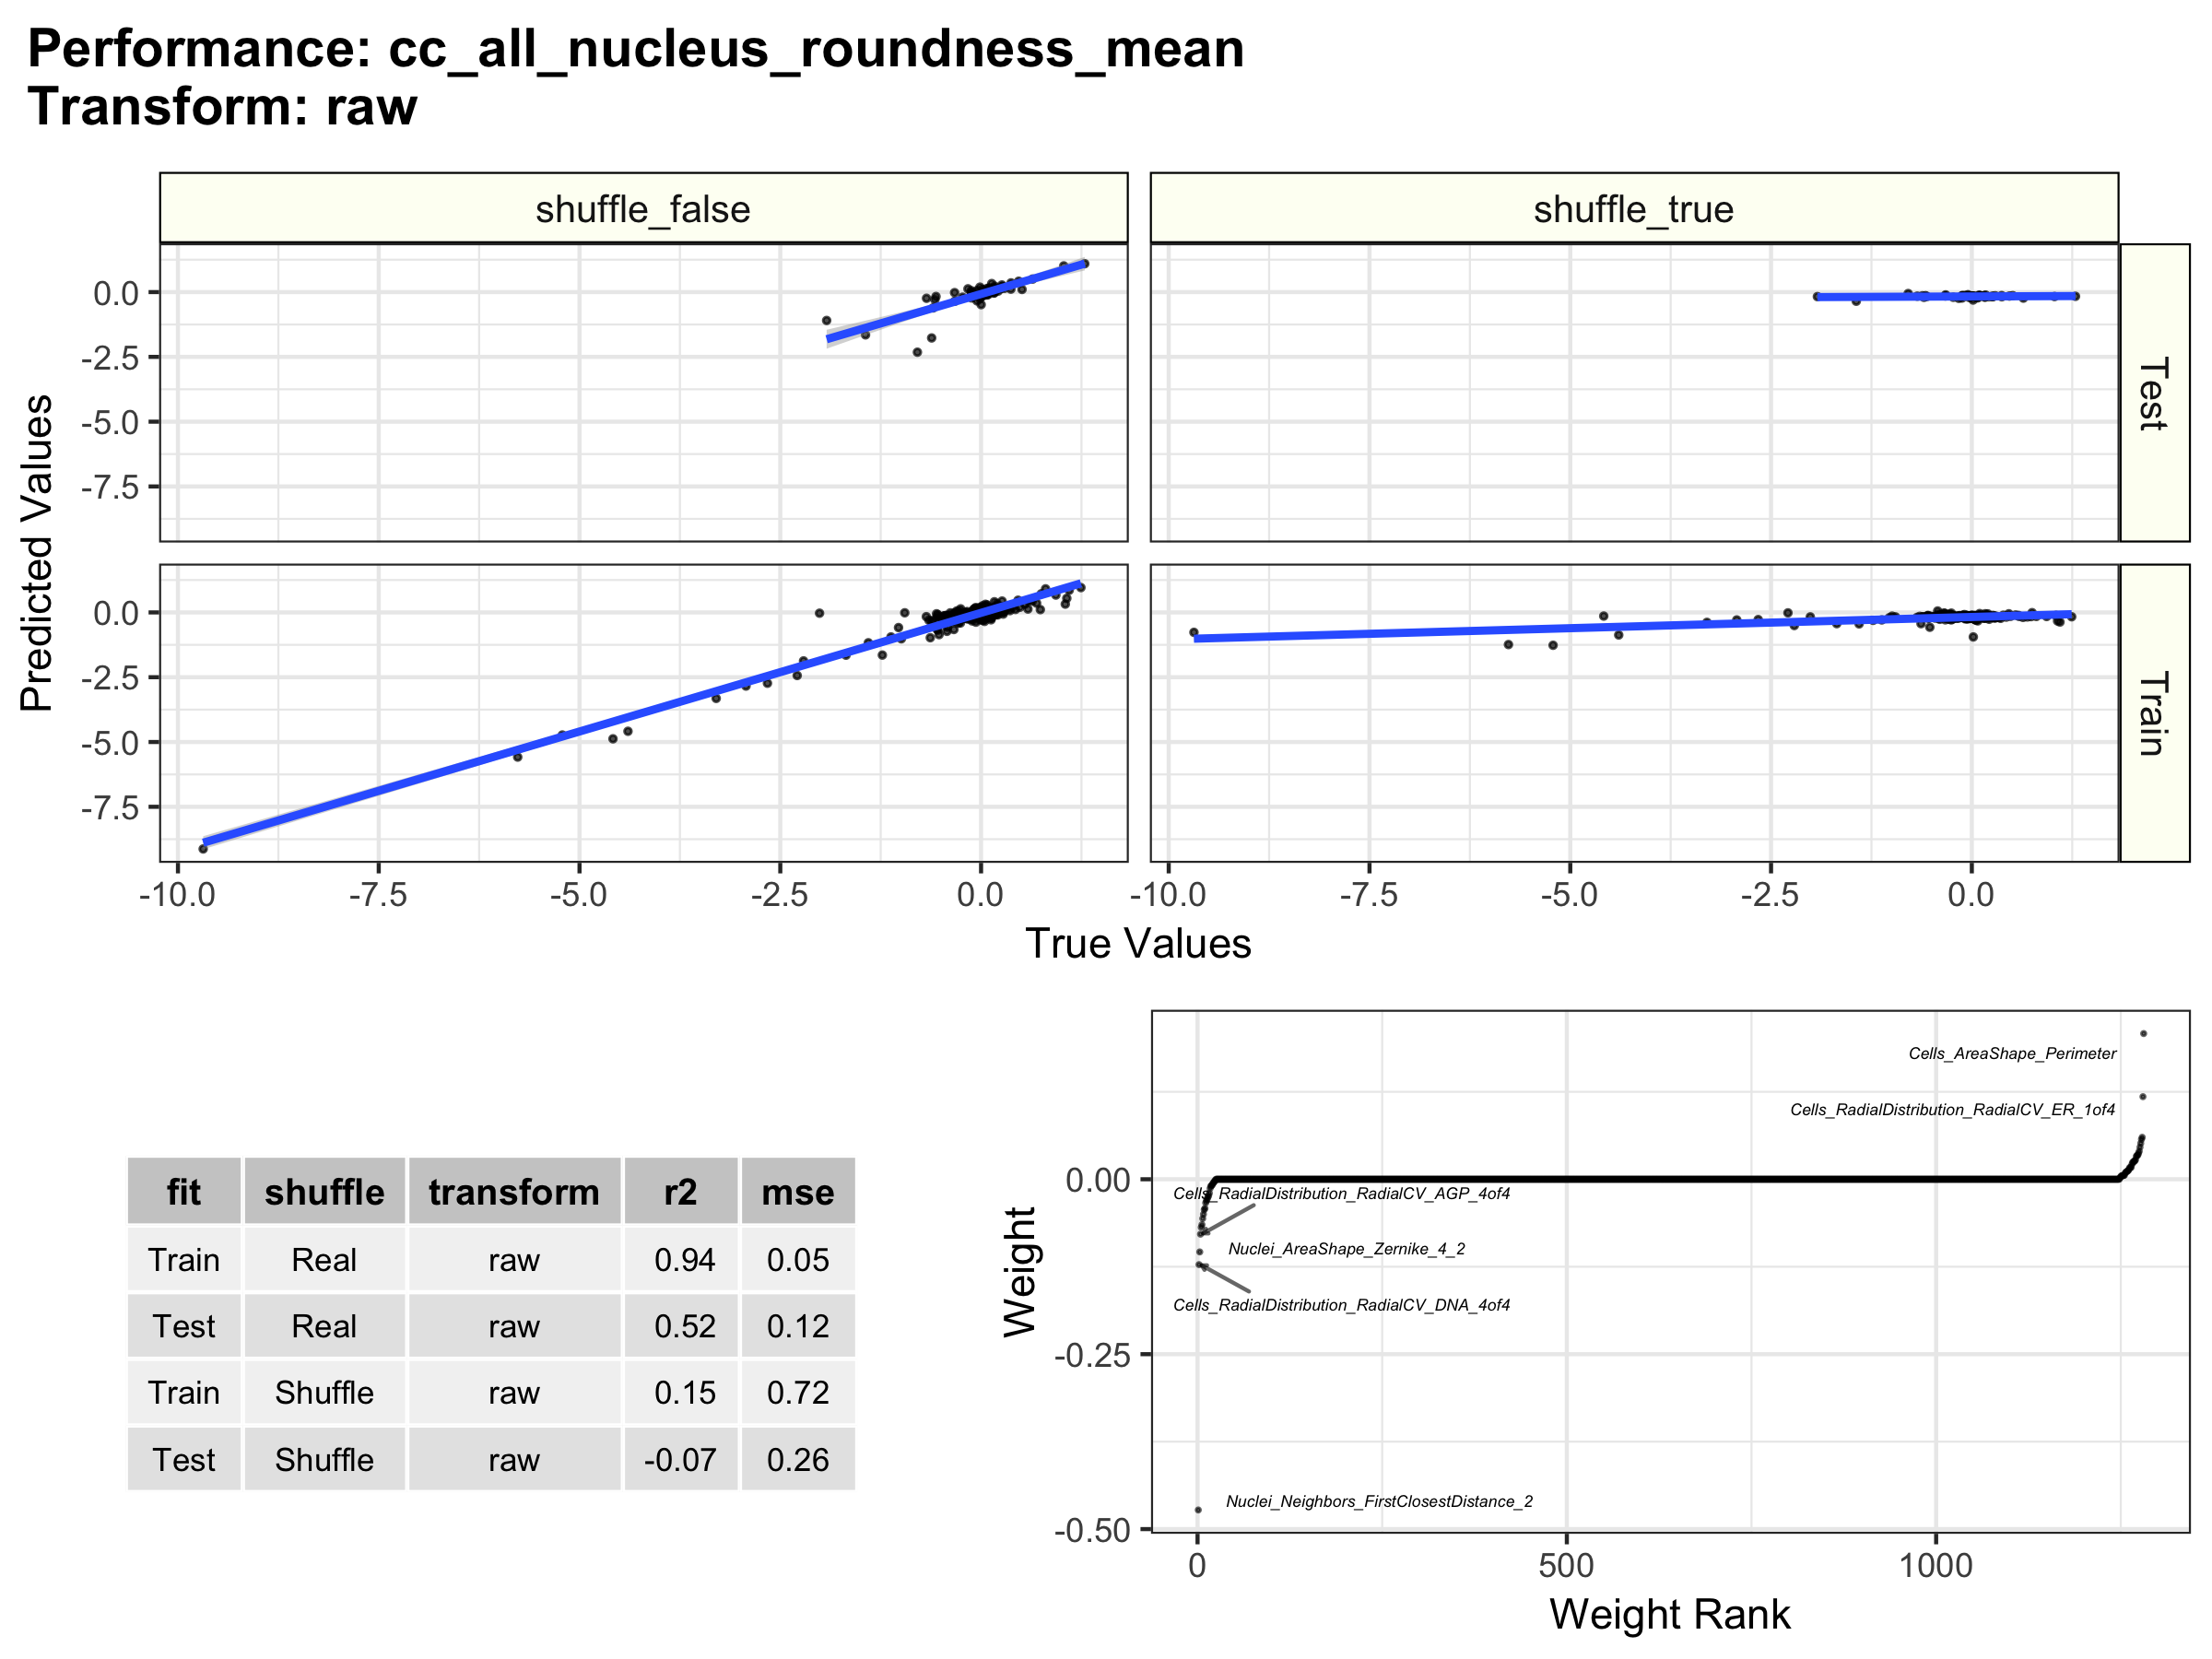 Performance: cc_all_nucleus_roundness_mean
Transform: raw
shuffle_false
shuffle_true
0.0
-2.5
-5.0
-7.5
Test
0.0
-2.5
-5.0
-7.5
Train
-10.0 -7.5 -5.0 -2.5 0.0
-10.0 -7.5 -5.0 -2.5 0.0
Predicted Values
True Values
fit shuffle transform r2 mse
Train Real raw 0.94 0.05
Test Real raw 0.52 0.12
Train Shuffle raw 0.15 0.72
Test Shuffle raw -0.07 0.26
Cells_AreaShape_Perimeter
Cells_RadialDistribution_RadialCV_ER_1of4
Cells_RadialDistribution_RadialCV_AGP_4of4
Nuclei_AreaShape_Zernike_4_2
Cells_RadialDistribution_RadialCV_DNA_4of4
Nuclei_Neighbors_FirstClosestDistance_2
0.00
-0.25
-0.50
Weight
0 500 1000
Weight Rank